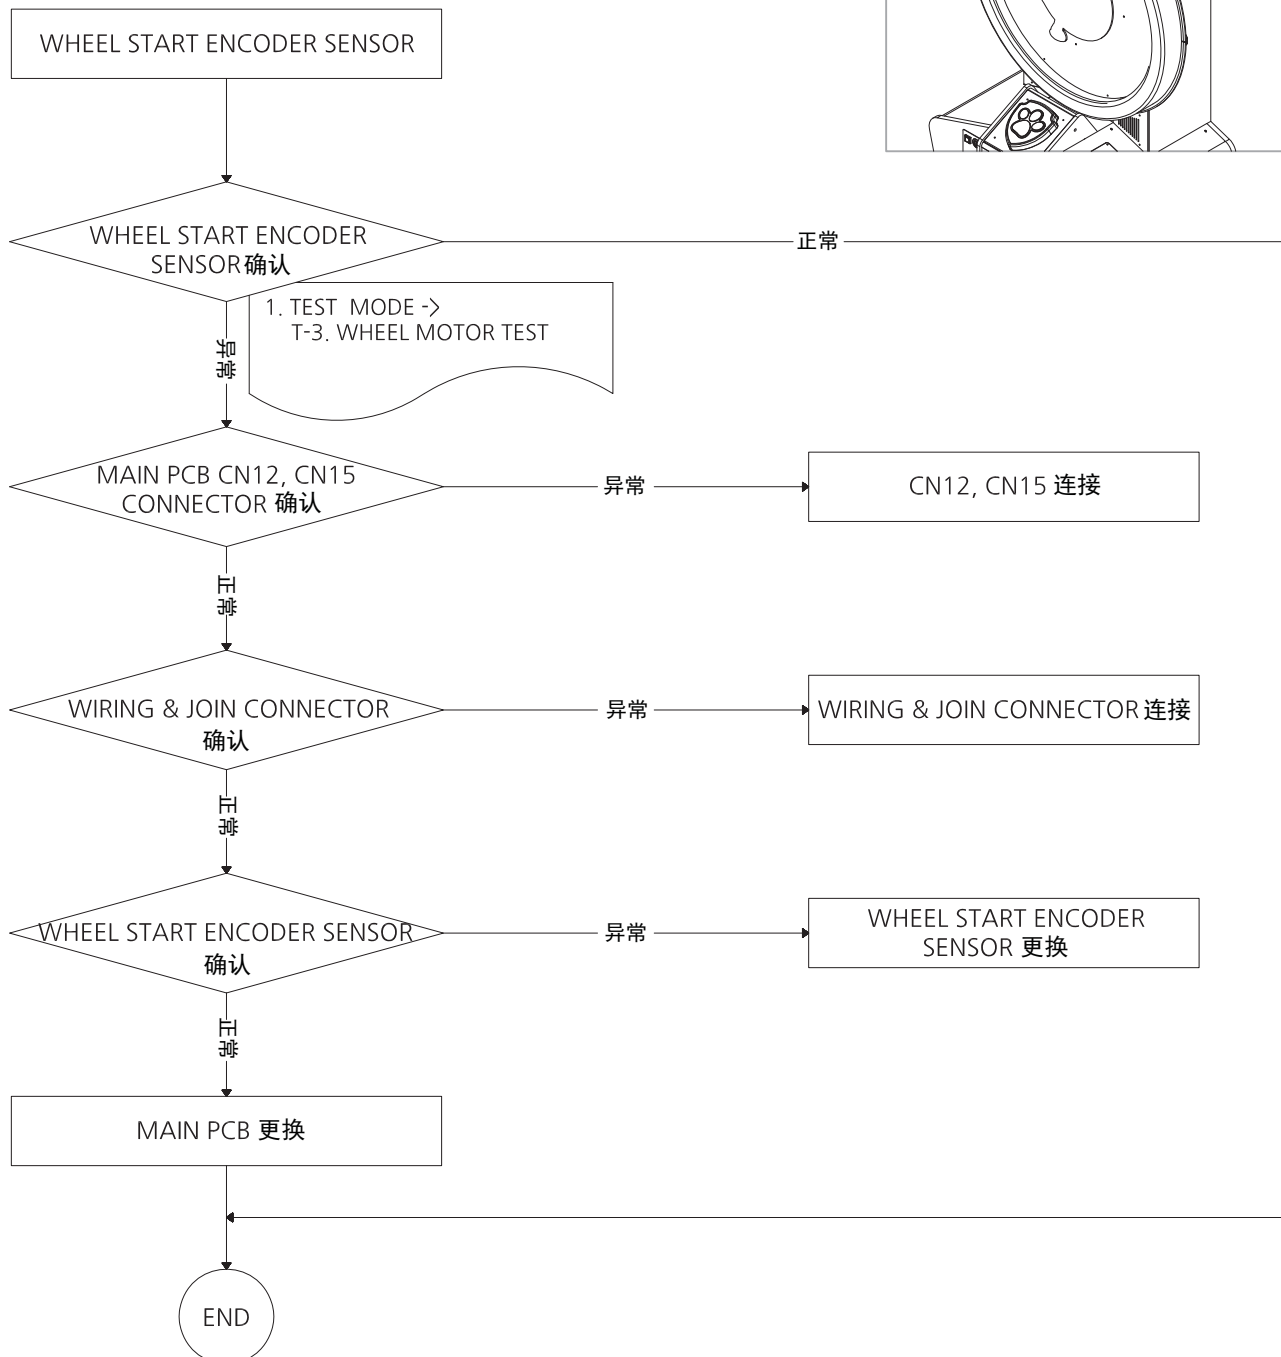 WHEEL START ENCODER SENSOR
WHEEL START ENCODER
SENSOR确认
正常
1. TEST MODE ->
T-3. WHEEL MOTOR TEST
异常
MAIN PCB CN12, CN15
CONNECTOR 确认
异常
CN12, CN15 连接
正常
WIRING & JOIN CONNECTOR
确认
异常
WIRING & JOIN CONNECTOR 连接
正常
WHEEL START ENCODER SENSOR
确认
异常
WHEEL START ENCODER
SENSOR 更换
正常
MAIN PCB 更换
END